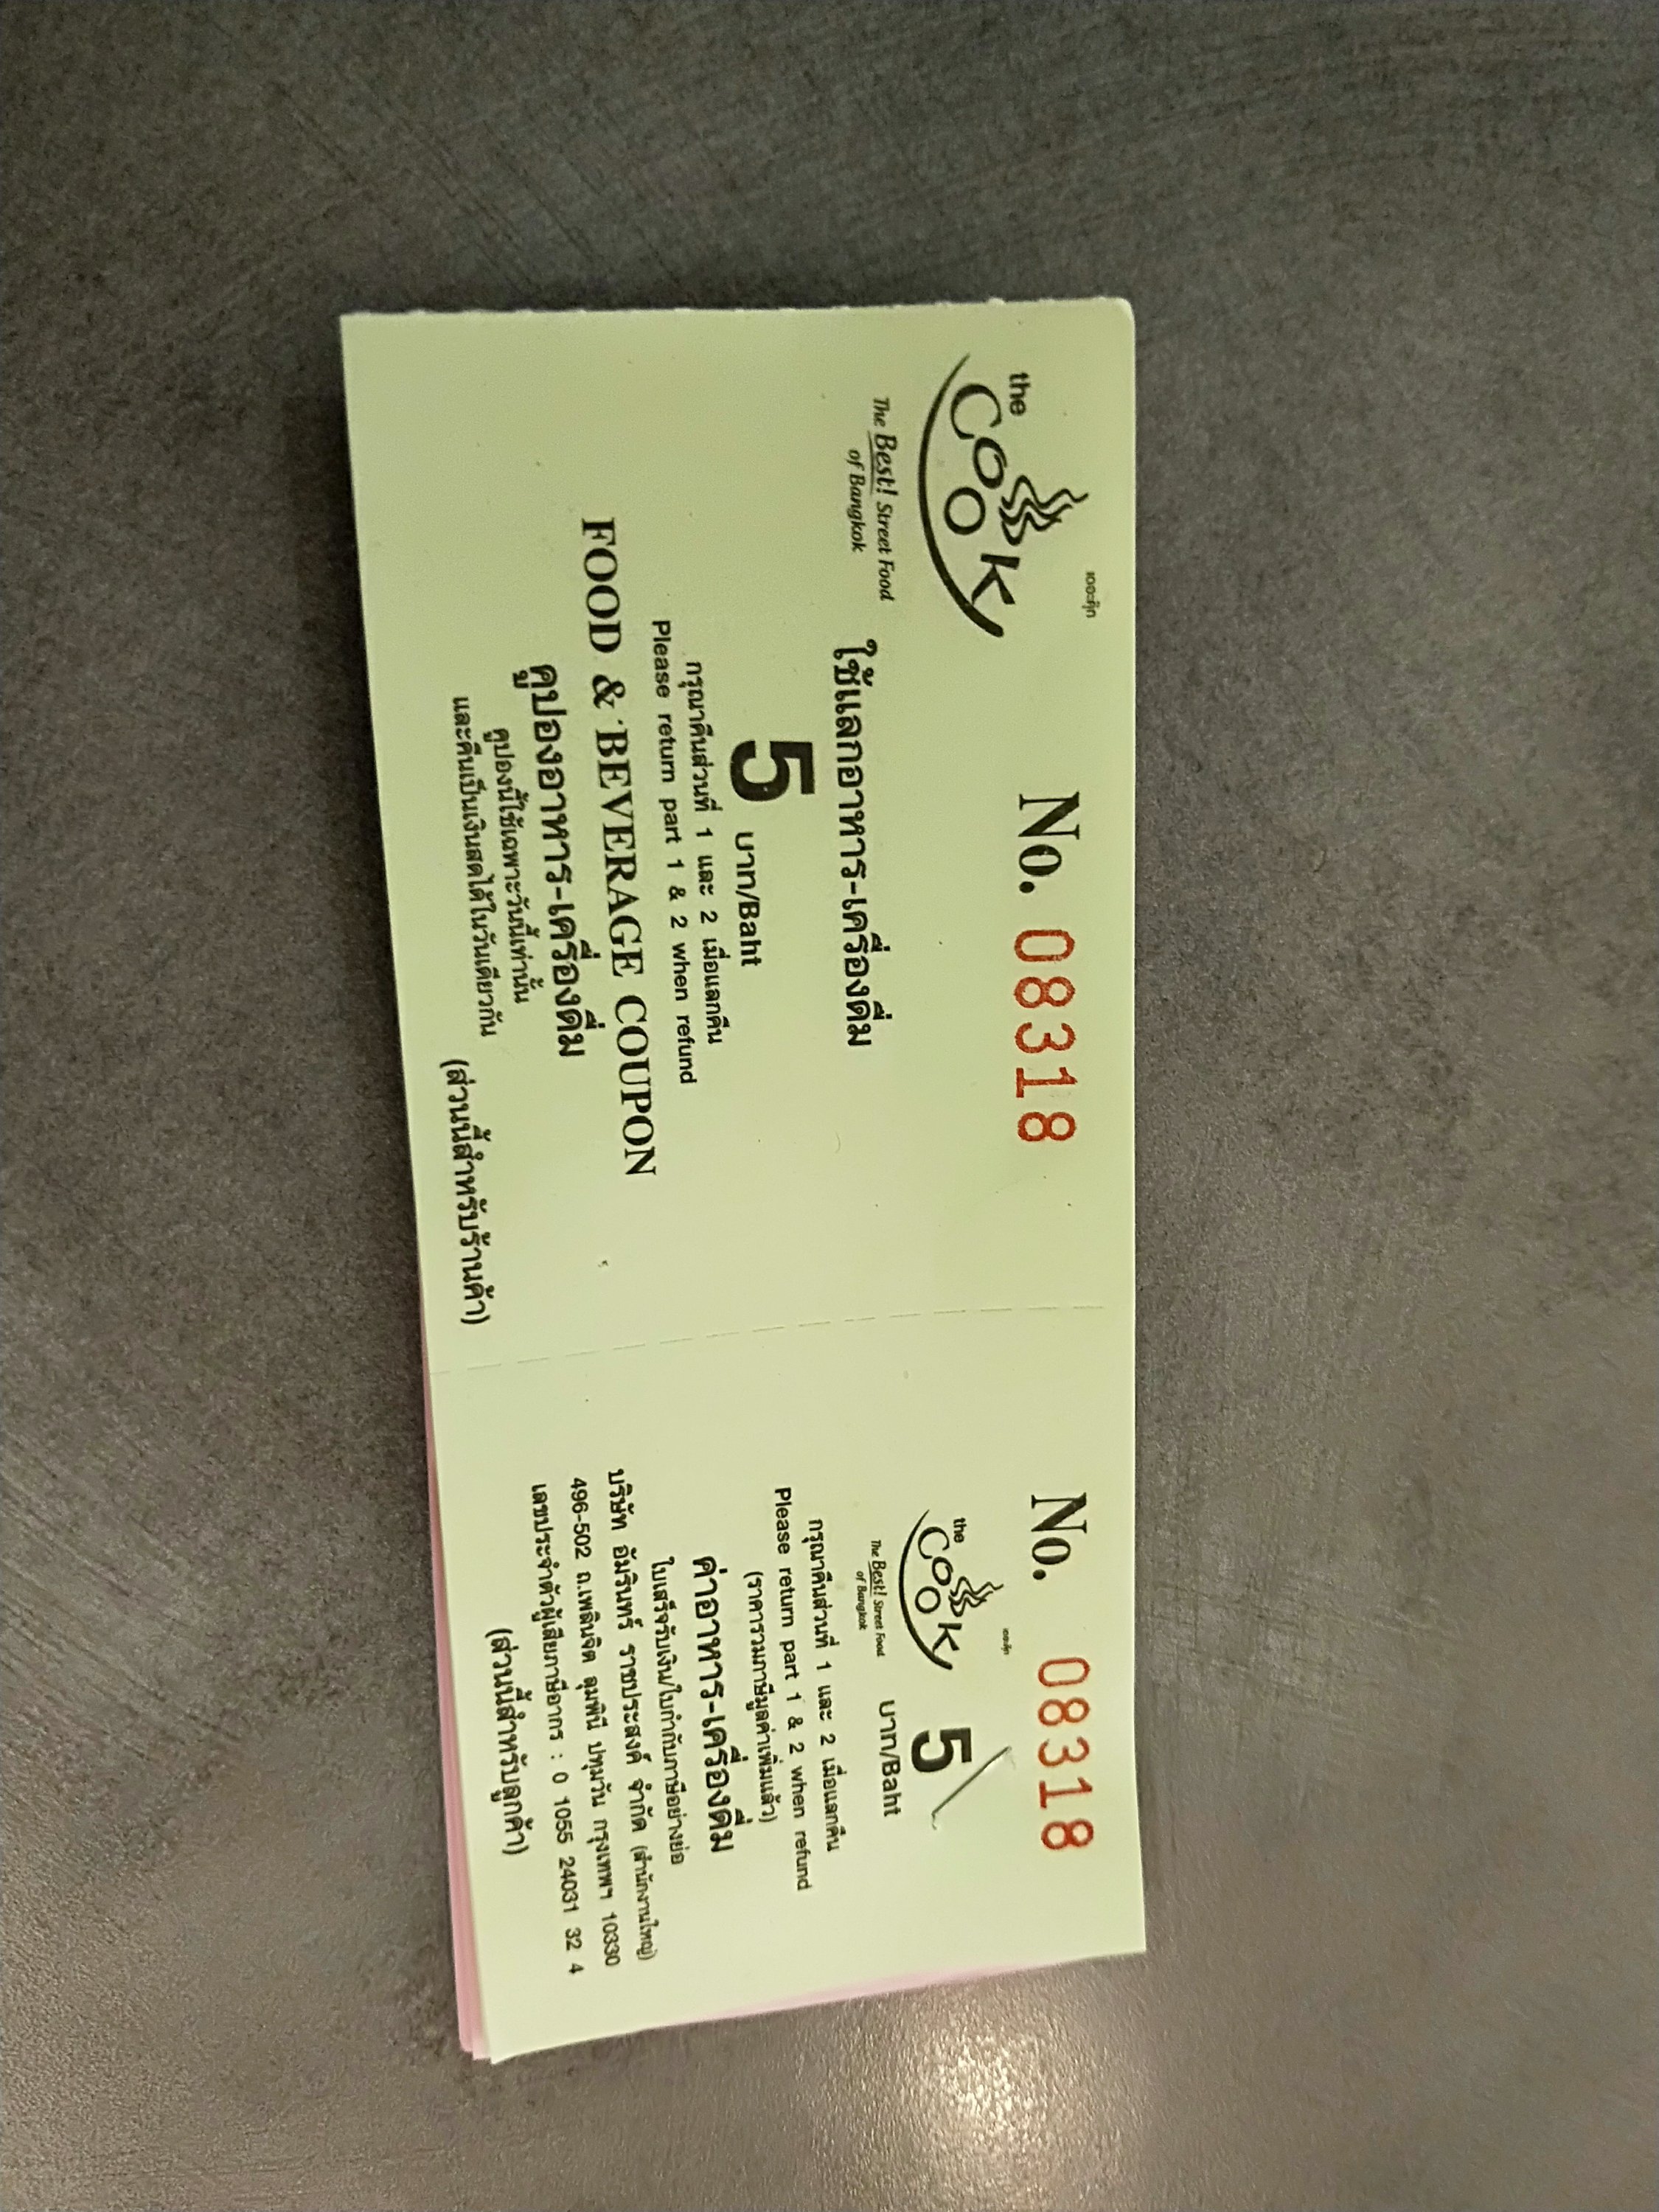 เดอะคุ๊ก
the
cook
The Best! Street Food
of Bangkok
No. 08318
ใช้แลกอาหาร-เครื่องดื่ม
5 บาท/Baht
กรุณาคืนส่วนที่ 1 และ 2 เมื่อแลกคืน
Please return part 1 & 2 when refund
FOOD & BEVERAGE COUPON
คูปองอาหาร-เครื่องดื่ม
คูปองนี้ใช้เฉพาะวันนี้เท่านั้น
และคืนเป็นเงินสดได้ในวันเดียวกัน
(ส่วนนี้สำหรับร้านค้า)
No. 08318
the
cook
The Best! Street Food
of Bangkok
5
บาท/Baht
กรุณาคืนส่วนที่ 1 และ 2 เมื่อแลกคืน
Please return part 1 & 2 when refund
(ราคารวมภาษีมูลค่าเพิ่มแล้ว)
ค่าอาหาร-เครื่องดื่ม
ใบเสร็จรับเงิน/ใบกำกับภาษีอย่างย่อ
บริษัท อัมรินทร์ ราชประสงค์ จำกัด (สำนักงานใหญ่)
496-502 ถ.เพลินจิต ลุมพินี ปทุมวัน กรุงเทพฯ 10330
เลขประจำตัวผู้เสียภาษีอากร : 0 1055 24031 32 4
(ส่วนนี้สำหรับลูกค้า)